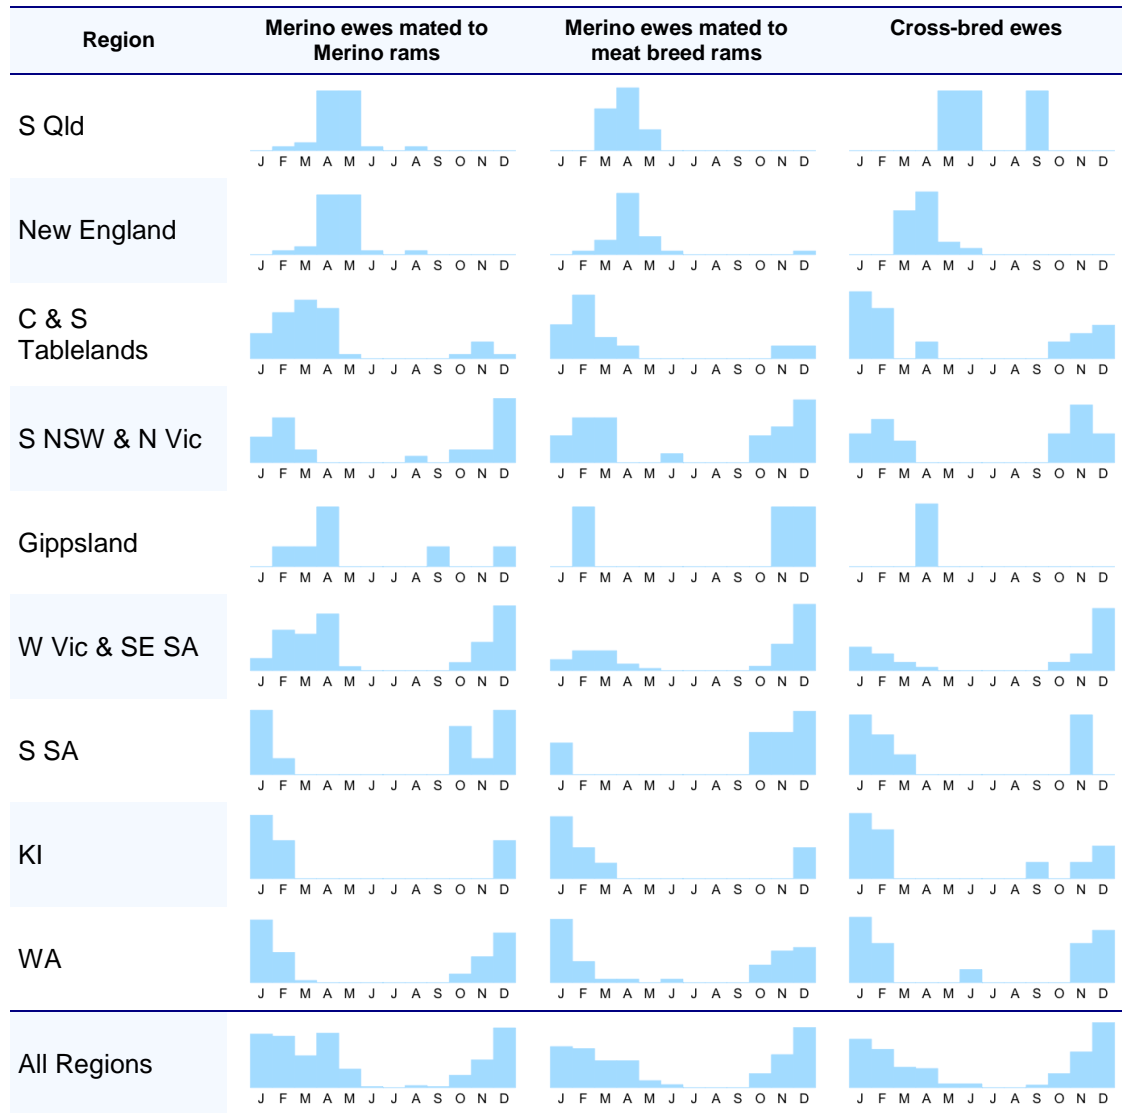 Region
Merino ewes mated to
Merino rams
Merino ewes mated to
meat breed rams
Cross-bred ewes
S Qld
J F M A M J J A S O N D
J F M A M J J A S O N D
J F M A M J J A S O N D
New England
J F M A M J J A S O N D
J F M A M J J A S O N D
J F M A M J J A S O N D
C & S
Tablelands
J F M A M J J A S O N D
J F M A M J J A S O N D
J F M A M J J A S O N D
S NSW & N Vic
J F M A M J J A S O N D
J F M A M J J A S O N D
J F M A M J J A S O N D
Gippsland
J F M A M J J A S O N D
J F M A M J J A S O N D
J F M A M J J A S O N D
W Vic & SE SA
J F M A M J J A S O N D
J F M A M J J A S O N D
J F M A M J J A S O N D
S SA
J F M A M J J A S O N D
J F M A M J J A S O N D
J F M A M J J A S O N D
KI
J F M A M J J A S O N D
J F M A M J J A S O N D
J F M A M J J A S O N D
WA
J F M A M J J A S O N D
J F M A M J J A S O N D
J F M A M J J A S O N D
All Regions
J F M A M J J A S O N D
J F M A M J J A S O N D
J F M A M J J A S O N D